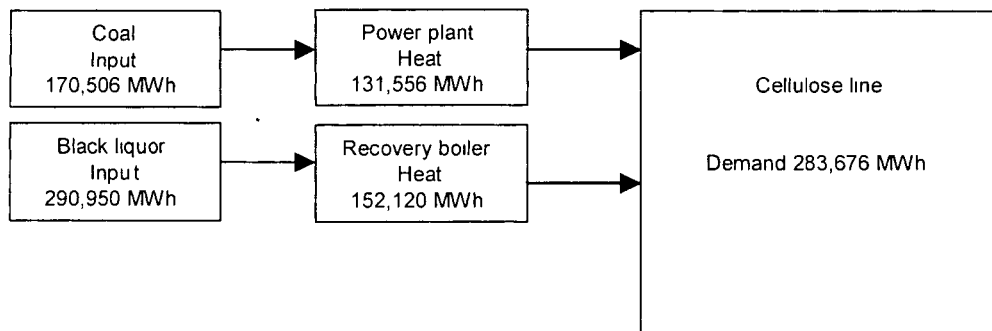 Coal
Input
170,506 MWh
Power plant
Heat
131,556 MWh
Cellulose line
Demand 283,676 MWh
Black liquor
Input
290,950 MWh
Recovery boiler
Heat
152,120 MWh